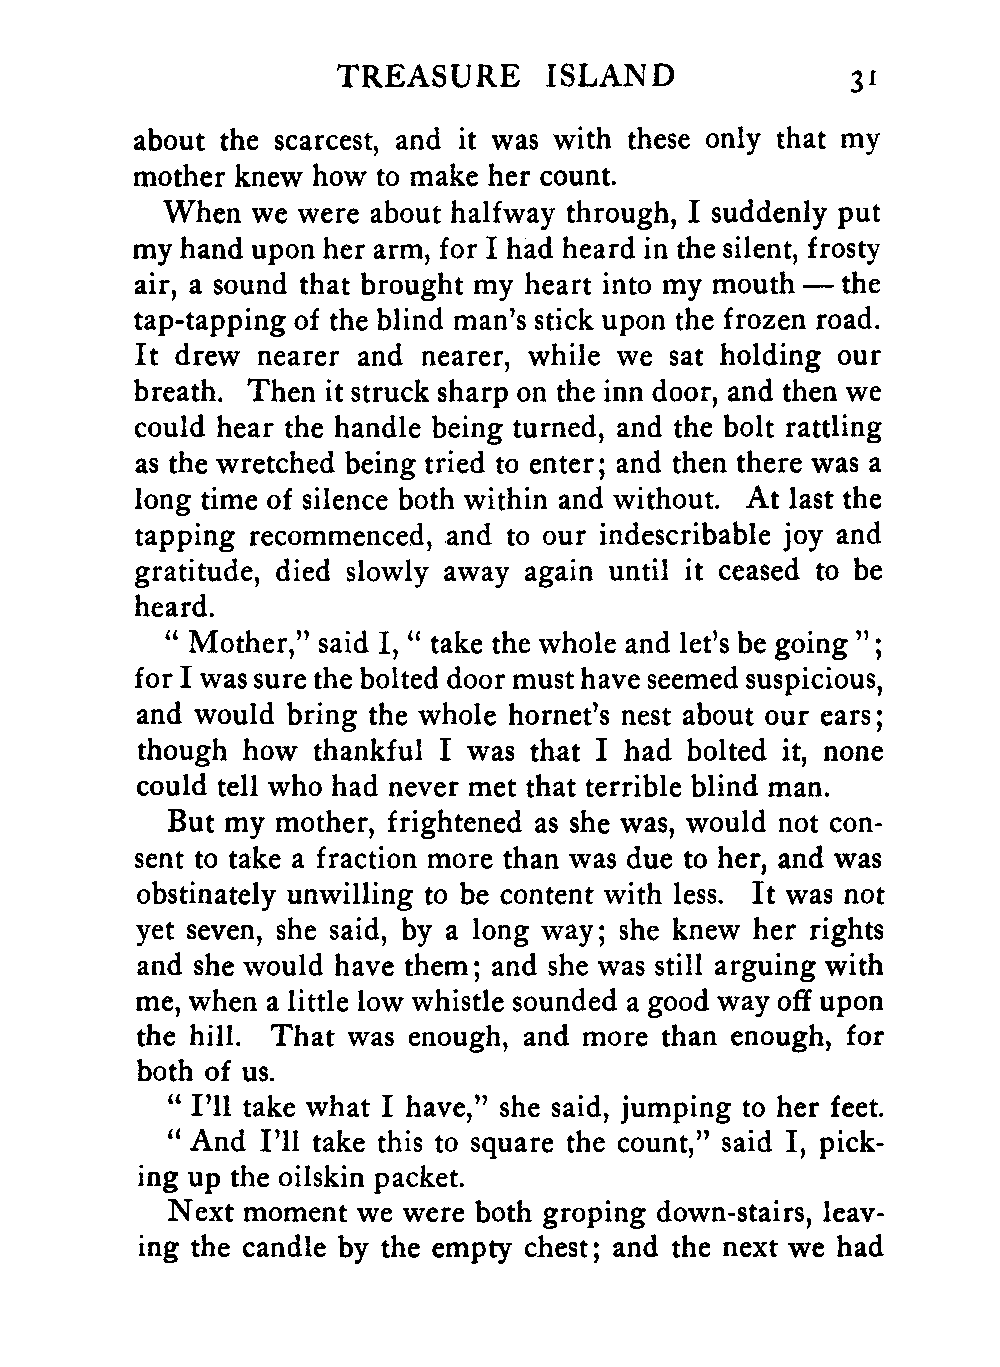 TREASURE ISLAND 31
about the scarcest, and it was with these only that my
mother knew how to make her count.
When we were about halfway through, I suddenly put
my hand upon her arm, for I had heard in the silent, frosty
air, a sound that brought my heart into my mouth — the
tap-tapping of the blind man's stick upon the frozen road.
It drew nearer and nearer, while we sat holding our
breath. Then it struck sharp on the inn door, and then we
could hear the handle being turned, and the bolt rattling
as the wretched being tried to enter; and then there was a
long time of silence both within and without. At last the
tapping recommenced, and to our indescribable joy and
gratitude, died slowly away again until it ceased to be
heard.
“ Mother,” said I, “ take the whole and let's be going ”;
for I was sure the bolted door must have seemed suspicious,
and would bring the whole hornet's nest about our ears;
though how thankful I was that I had bolted it, none
could tell who had never met that terrible blind man.
But my mother, frightened as she was, would not con-
sent to take a fraction more than was due to her, and was
obstinately unwilling to be content with less. It was not
yet seven, she said, by a long way; she knew her rights
and she would have them; and she was still arguing with
me, when a little low whistle sounded a good way off upon
the hill. That was enough, and more than enough, for
both of us.
“ I'll take what I have,” she said, jumping to her feet.
“ And I'll take this to square the count,” said I, pick-
ing up the oilskin packet.
Next moment we were both groping down-stairs, leav-
ing the candle by the empty chest; and the next we had